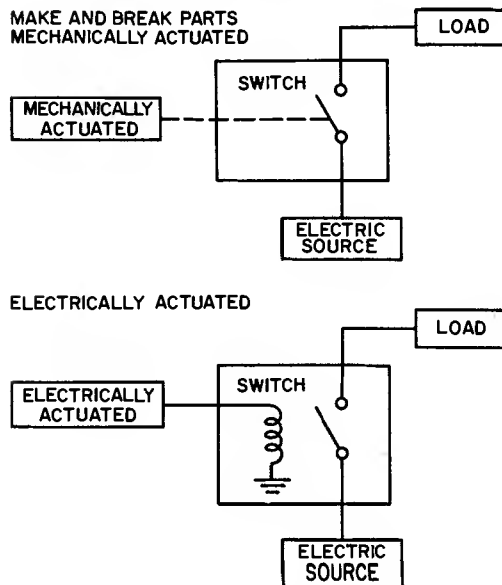 MAKE AND BREAK PARTS
MECHANICALLY ACTUATED
LOAD
SWITCH
MECHANICALLY
ACTUATED
ELECTRIC
SOURCE
ELECTRICALLY ACTUATED
LOAD
SWITCH
ELECTRICALLY
ACTUATED
ELECTRIC
SOURCE